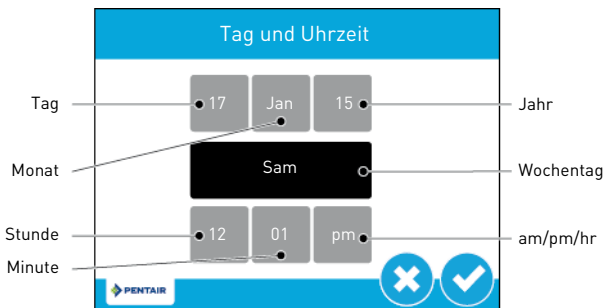 Tag und Uhrzeit
Tag
17
Jan
15
Jahr
Monat
Sam
Wochentag
Stunde
12
01
pm
am/pm/hr
Minute
PENTAIR